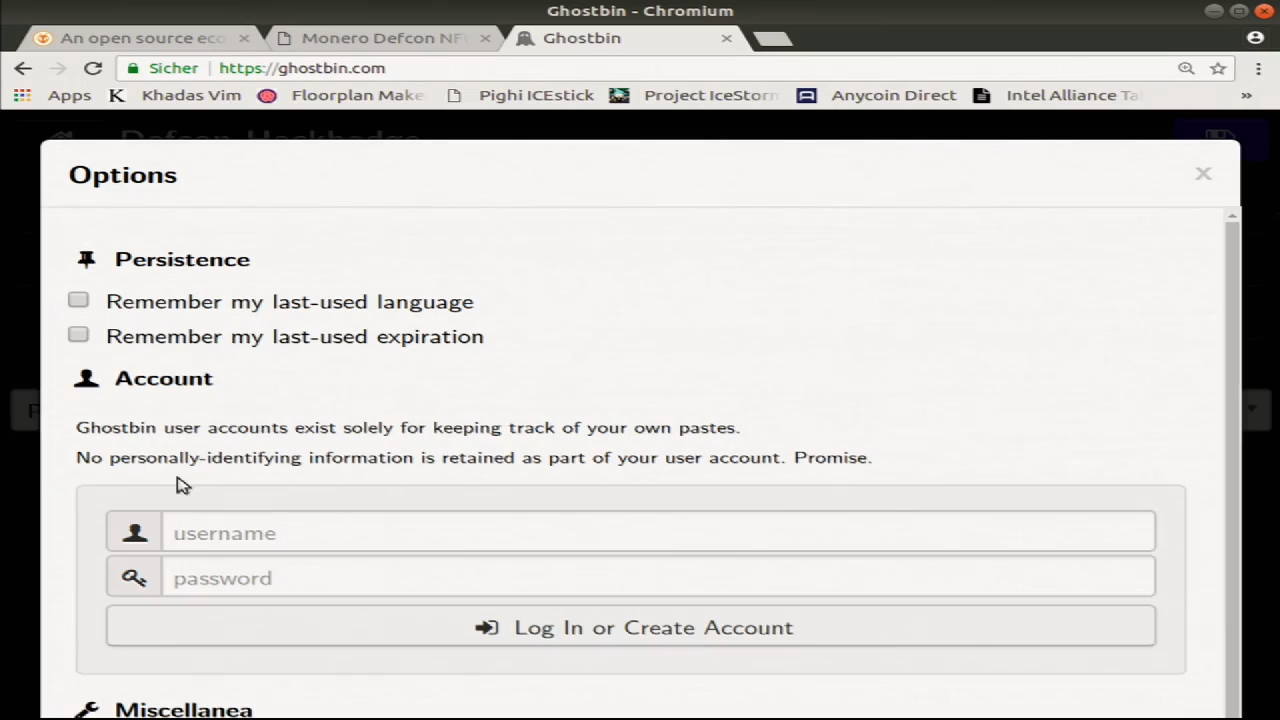 Ghostbin - Chromium
An open source eco
Monero Defcon NF
Ghostbin
Sicher
https://ghostbin.com
Apps
Khadas Vim
Floorplan Make
Pighi ICEstick
Project IceStorm
Anycoin Direct
Intel Alliance Ta
»
Defcon Hackbadge
Options
x
Persistence
Remember my last-used language
Remember my last-used expiration
Account
Ghostbin user accounts exist solely for keeping track of your own pastes.
No personally-identifying information is retained as part of your user account. Promise.
username
password
Log In or Create Account
Miscellanea